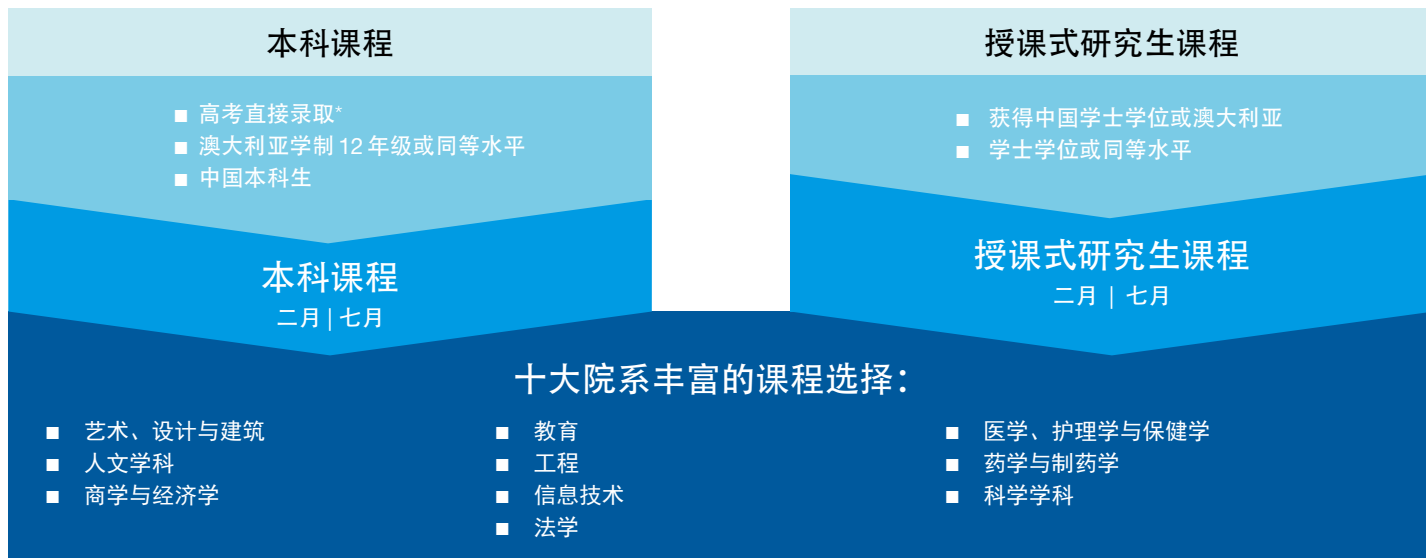 本科课程
■ 高考直接录取*
■ 澳大利亚学制 12 年级或同等水平
■ 中国本科生
本科课程
二月 | 七月
授课式研究生课程
■ 获得中国学士学位或澳大利亚
■ 学士学位或同等水平
授课式研究生课程
二月 | 七月
十大院系丰富的课程选择：
■ 艺术、设计与建筑
■ 人文学科
■ 商学与经济学
■ 教育
■ 工程
■ 信息技术
■ 法学
■ 医学、护理学与保健学
■ 药学与制药学
■ 科学学科